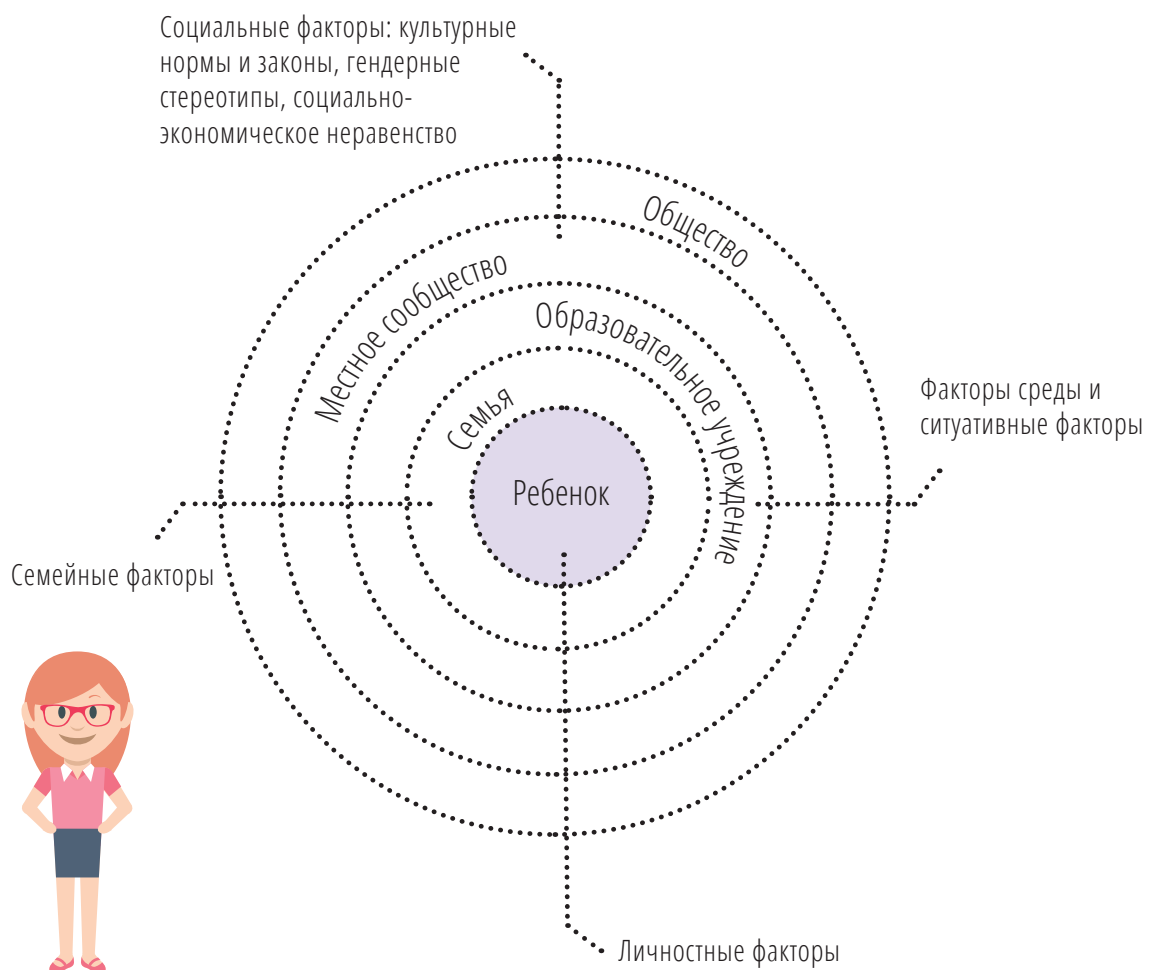 Социальные факторы: культурные
нормы и законы, гендерные
стереотипы, социально-
экономическое неравенство
Общество
Местное сообщество
Образовательное учреждение
Семья
Ребенок
Факторы среды и
ситуативные факторы
Семейные факторы
Личностные факторы